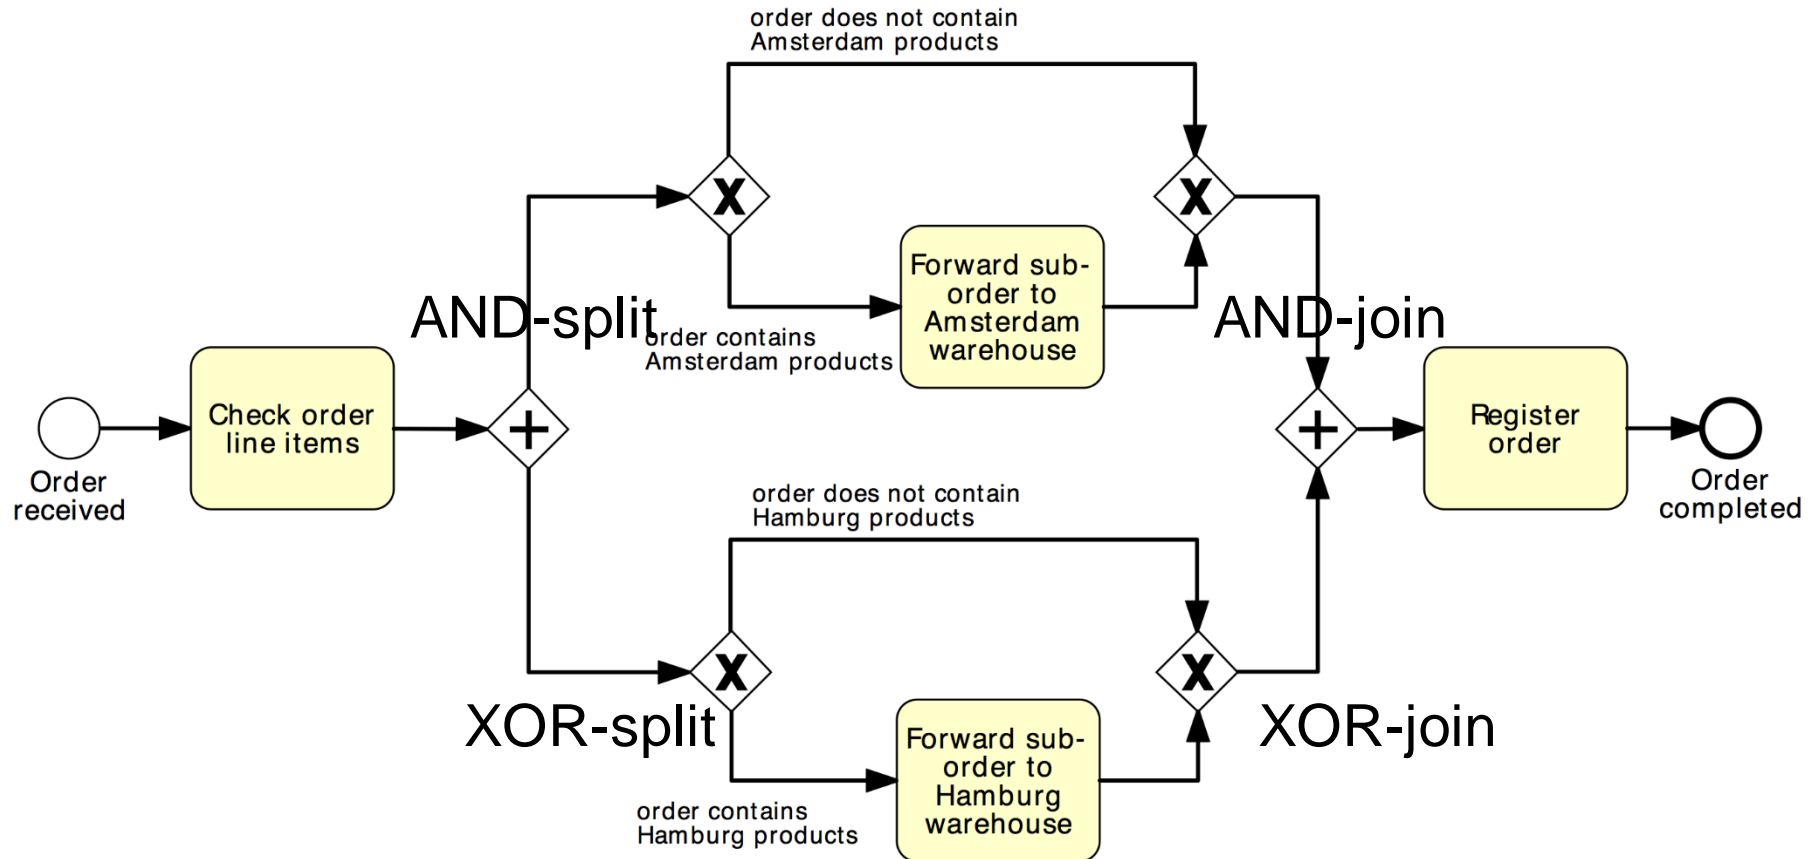 order does not contain
Amsterdam products
AND-split
order contains
Amsterdam products
Forward sub-
order to
Amsterdam
warehouse
AND-join
Order
received
Check order
line items
Register
order
Order
completed
order does not contain
Hamburg products
XOR-split
order contains
Hamburg products
Forward sub-
order to
Hamburg
warehouse
XOR-join